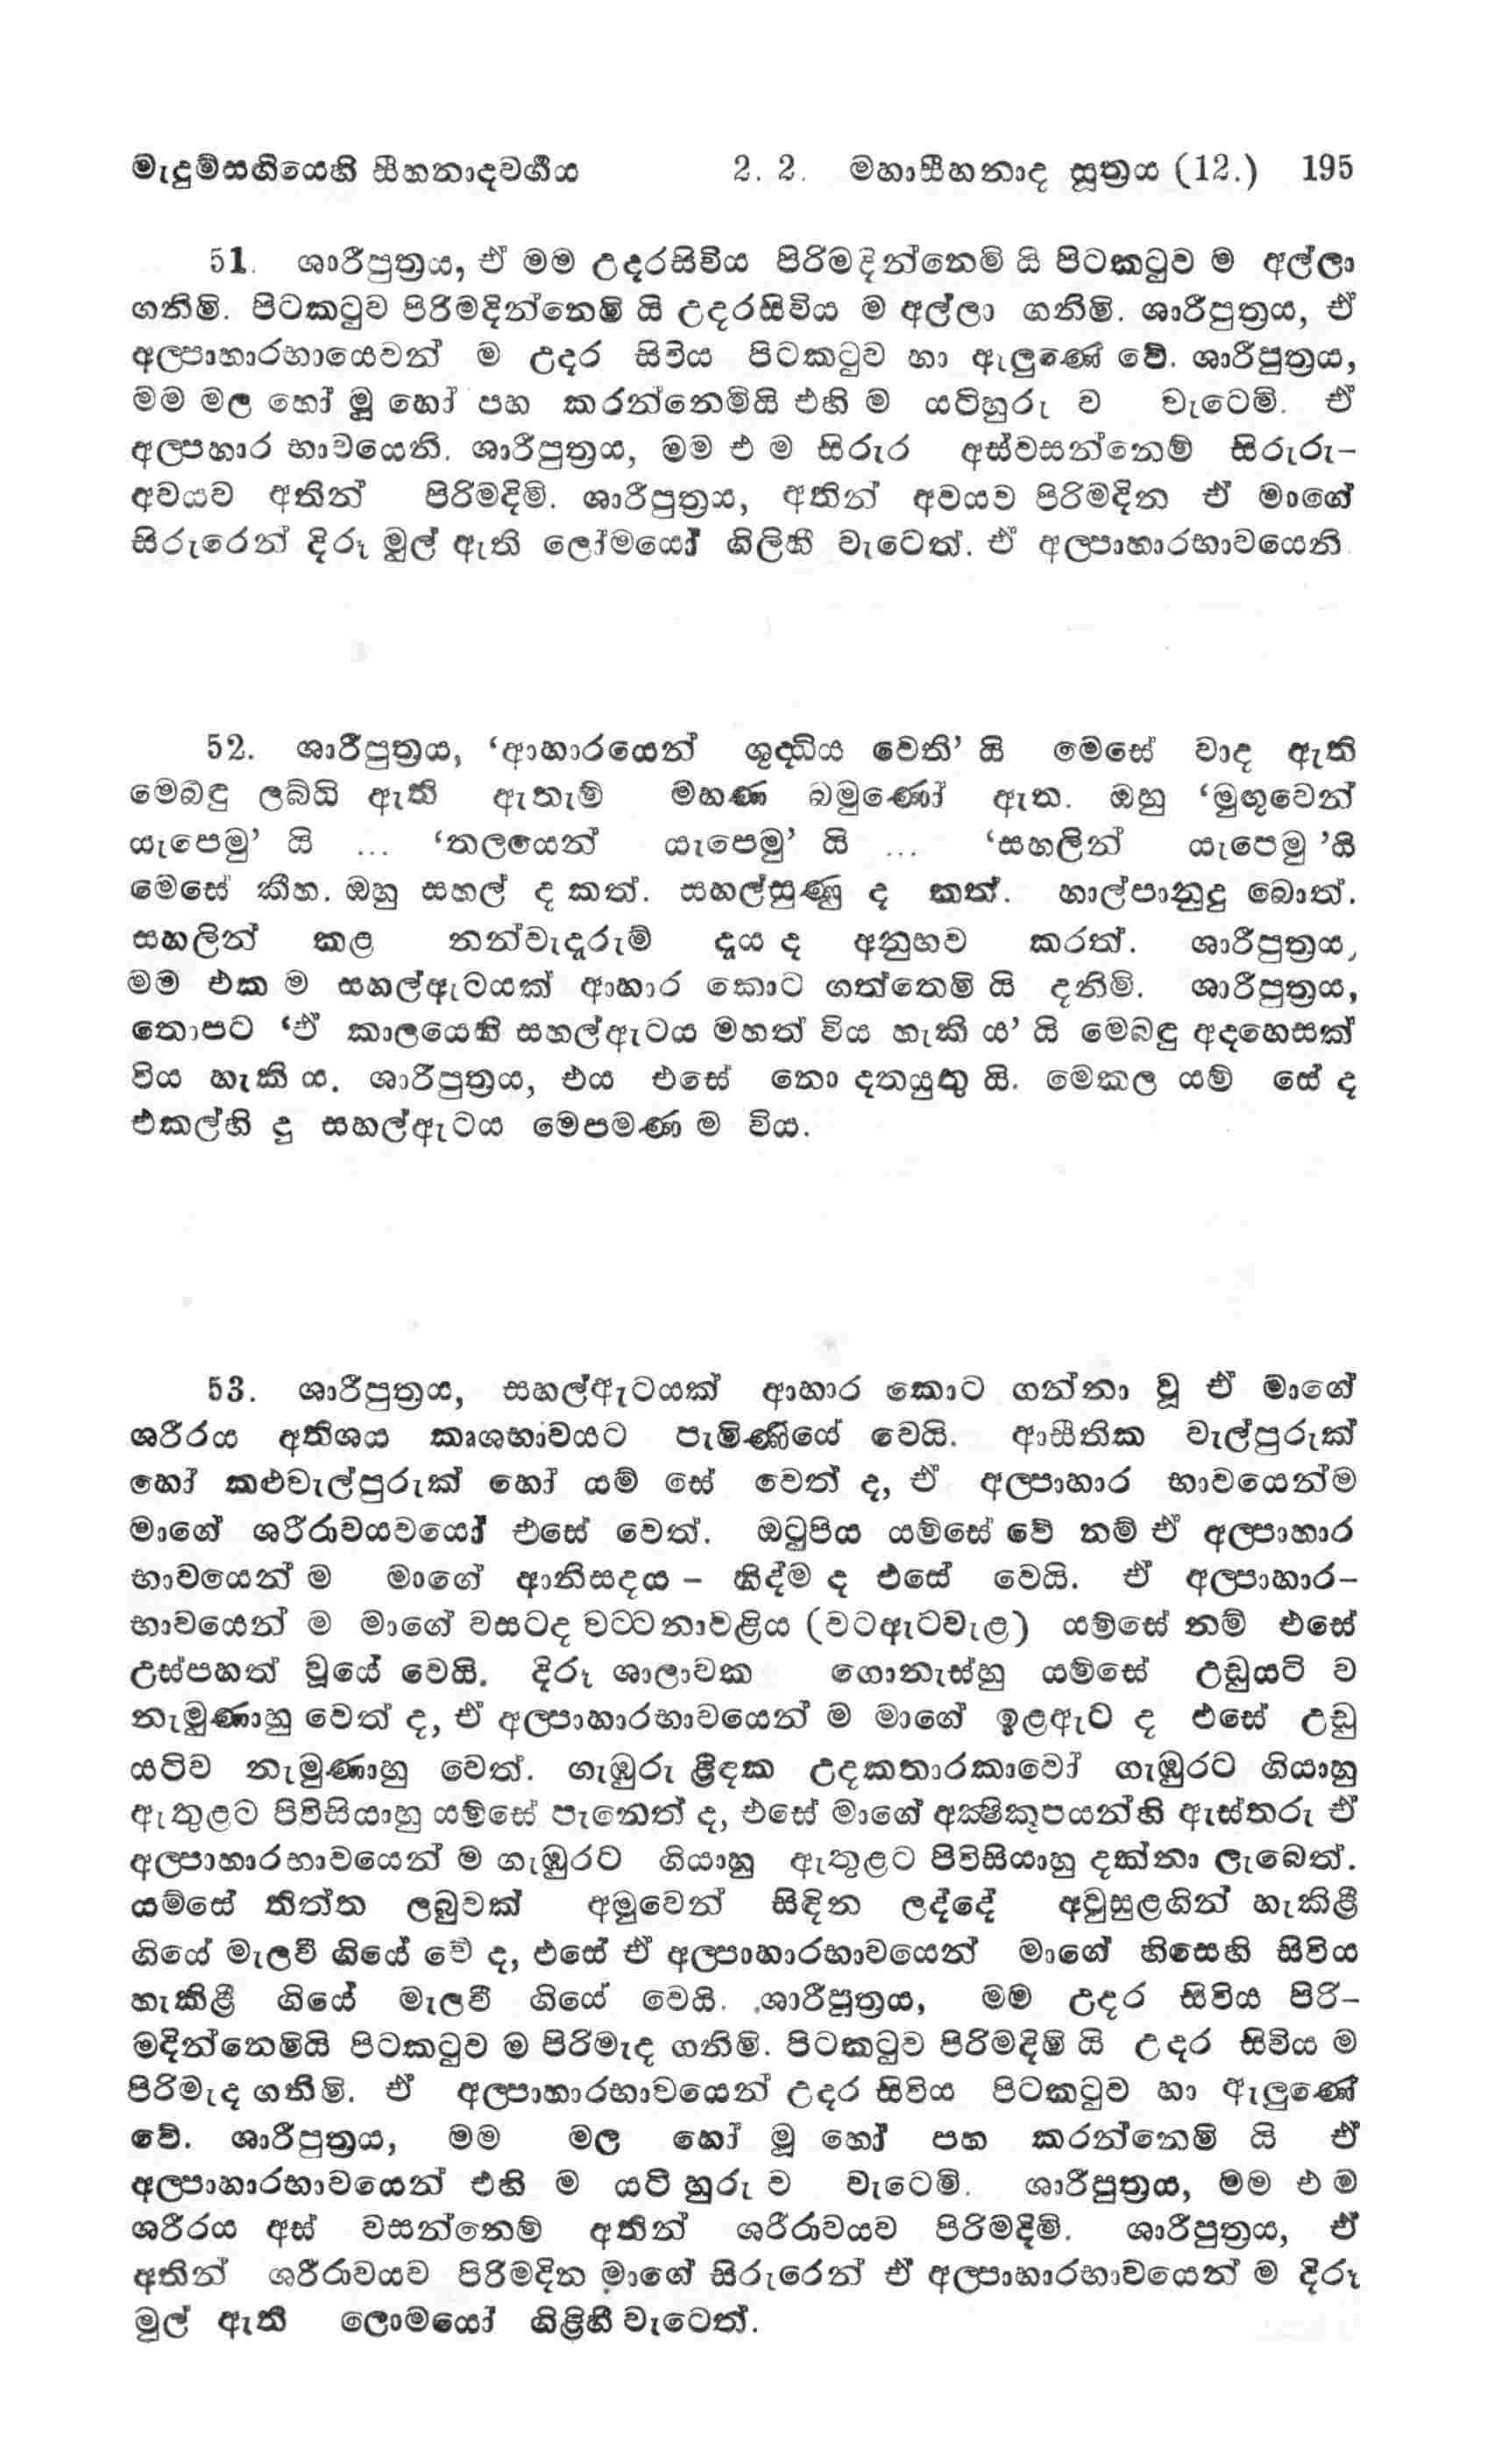 මැදුම්සඟියෙහි සීහනාදවර්ගය 2. 2. මහාසීහනාද සූත්‍රය (12.) 195
51. ශාරීපුත්‍රය, ඒ මම උදරසිවිය පිරිමදින්නෙම් යි පිටකටුව ම අල්ලා
ගනිමි. පිටකටුව පිරිමදින්නෙමි යි උදරසිවිය ම අල්ලා ගනිමි. ශාරීපුත්‍රය, ඒ
අල්පාහාරභායෙවන් ම උදර සිවිය පිටකටුව හා ඇලුණේ වේ. ශාරීපුත්‍රය,
මම මල හෝ මූ හෝ පහ කරන්නෙමියි එහි ම යටිහුරු ව වැටෙමි. ඒ
අල්පහාර භාවයෙනි. ශාරීපුත්‍රය, මම එ ම සිරුර අස්වසන්නෙම් සිරුරු-
අවයව අතින් පිරිමදිමි. ශාරීපුත්‍රය, අතින් අවයව පිරිමදින ඒ මාගේ
සිරුරෙන් දිරූ මුල් ඇති ලෝමයෝ ගිලිහී වැටෙත්. ඒ අල්පාහාරභාවයෙනි.
52. ශාරීපුත්‍රය, ‘ආහාරයෙන් ශුද්ධිය වෙති’ යි මෙසේ වාද ඇති
මෙබඳු ලබ්ධි ඇති ඇතැම් මහණ බමුණෝ ඇත. ඔහු ‘මුඟුවෙන්
යැපෙමු’ යි ... ‘තලයෙන් යැපෙමු’ යි ... ‘සහලින් යැපෙමු ’යි
මෙසේ කීහ. ඔහු සහල් ද කත්. සහල්සුණු ද කත්. හාල්පානුදු බොත්.
සහලින් කළ නන්වැදෑරුම් දෑය ද අනුභව කරත්. ශාරීපුත්‍රය,
මම එක ම සහල්ඇටයක් ආහාර කොට ගත්තෙමි යි දනිමි. ශාරීපුත්‍රය,
තොපට ‘ඒ කාලයෙහි සහල්ඇටය මහත් විය හැකි ය’ යි මෙබඳු අදහෙසක්
විය හැකි ය. ශාරීපුත්‍රය, එය එසේ නො දතයුතු යි. මෙකල යම් සේ ද
එකල්හි දු සහල්ඇටය මෙපමණ ම විය.
53. ශාරීපුත්‍රය, සහල්ඇටයක් ආහාර කොට ගන්නා වූ ඒ මාගේ
ශරීරය අතිශය කෘශභාවයට පැමිණියේ වෙයි. ආසීතික වැල්පුරුක්
හෝ කළුවැල්පුරුක් හෝ යම් සේ වෙත් ද, ඒ අල්පාහාර භාවයෙන්ම
මාගේ ශරීරාවයවයෝ එසේ වෙත්. ඔටුපිය යම්සේ වේ නම් ඒ අල්පාහාර
භාවයෙන් ම මාගේ ආනිසදය - හිද්ම ද එසේ වෙයි. ඒ අල්පාහාර-
භාවයෙන් ම මාගේ වසටද වට්ටනාවළිය (වටඇටවැළ) යම්සේ නම් එසේ
උස්පහත් වූයේ වෙයි. දිරූ ශාලාවක ගොනැස්හු යම්සේ උඩුයටි ව
නැමුණාහු වෙත් ද, ඒ අල්පාහාරභාවයෙන් ම මාගේ ඉළඇට ද එසේ උඩු
යටිව නැමුණාහු වෙත්. ගැඹුරු ළිඳක උදකතාරකාවෝ ගැඹුරට ගියාහු
ඇතුළට පිවිසියාහු යම්සේ පැනෙත් ද, එසේ මාගේ අක්‍ෂිකූපයන්හි ඇස්තරු ඒ
අල්පාහාරභාවයෙන් ම ගැඹුරට ගියාහු ඇතුළට පිවිසියාහු දක්නා ලැබෙත්.
යම්සේ තිත්ත ලබුවක් අමුවෙන් සිඳින ලද්දේ අවුසුළගින් හැකිළී
ගියේ මැලවී ගියේ වේ ද, එසේ ඒ අල්පාහාරභාවයෙන් මාගේ හිසෙහි සිවිය
හැකිළී ගියේ මැලවී ගියේ වෙයි. ශාරීපුත්‍රය, මම උදර සිවිය පිරි-
මදින්නෙමියි පිටකටුව ම පිරිමැද ගනිමි. පිටකටුව පිරිමදිමි යි උදර සිවිය ම
පිරිමැද ගනිමි. ඒ අල්පාහාරභාවයෙන් උදර සිවිය පිටකටුව හා ඇලුණේ
වේ. ශාරීපුත්‍රය, මම මල හෝ මූ හෝ පහ කරන්නෙමි යි ඒ
අල්පාහාරභාවයෙන් එහි ම යටි හුරු ව වැටෙමි. ශාරීපුත්‍රය, මම එ ම
ශරීරය අස් වසන්නෙම් අතින් ශරීරාවයව පිරිමදිමි. ශාරීපුත්‍රය, ඒ
අතින් ශරීරාවයව පිරිමදින මාගේ සිරුරෙන් ඒ අල්පාහාරභාවයෙන් ම දිරූ
මුල් ඇති ලොමයෝ ගිළිහී වැටෙත්.